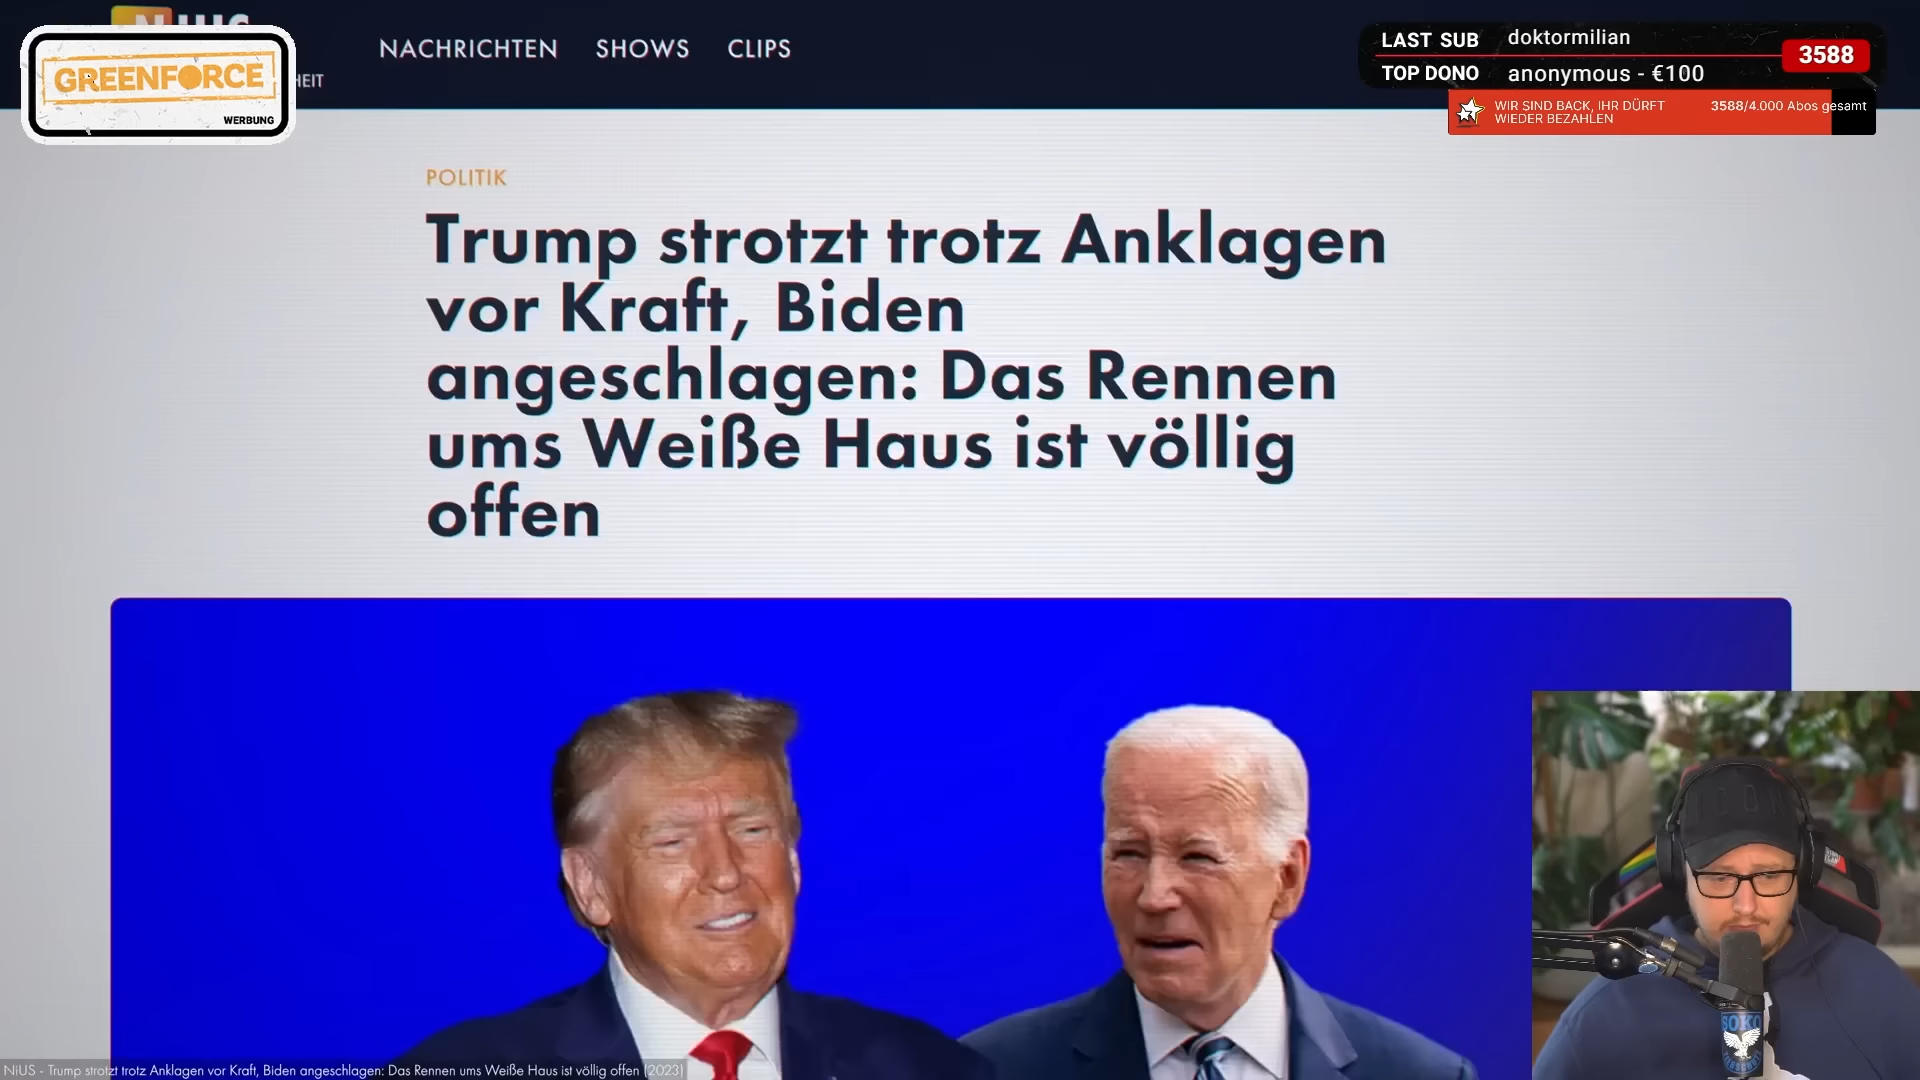 NACHRICHTEN SHOWS CLIPS
GREENFORCE
WERBUNG
LAST SUB doktormilian
TOP DONO anonymous - €100
3588
WIR SIND BACK, IHR DÜRFT
WIEDER BEZAHLEN
3588/4.000 Abos gesamt
POLITIK
Trump strotzt trotz Anklagen
vor Kraft, Biden
angeschlagen: Das Rennen
ums Weiße Haus ist völlig
offen
SOKO
NiUS - Trump strotzt trotz Anklagen vor Kraft, Biden angeschlagen: Das Rennen ums Weiße Haus ist völlig offen (2023)